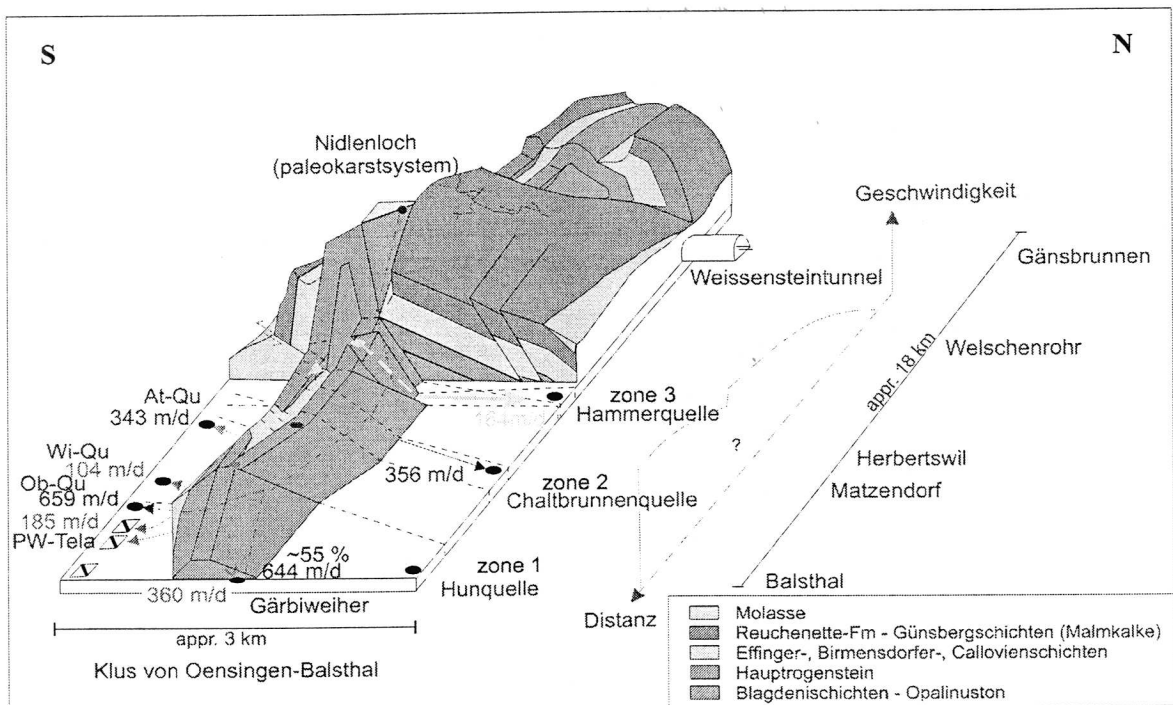 S
N
Nidlenloch
(paleokarstsystem)
Geschwindigkeit
Gänsbrunnen
Weissensteintunnel
Welschenrohr
appr. 18 km
At-Qu
343 m/d
zone 3
Hammerquelle
164m/d
?
Wi-Qu
104 m/d
356 m/d
Herbertswil
Ob-Qu
659 m/d
zone 2
Chaltbrunnenquelle
Matzendorf
185 m/d
PW-Tela
~55 %
644 m/d
zone 1
Hunquelle
Balsthal
360 m/d
Gärbiweiher
Distanz
appr. 3 km
Klus von Oensingen-Balsthal
Molasse
Reuchenette-Fm - Günsbergschichten (Malmkalke)
Effinger-, Birmensdorfer-, Callovienschichten
Hauptrogenstein
Blagdenischichten - Opalinuston